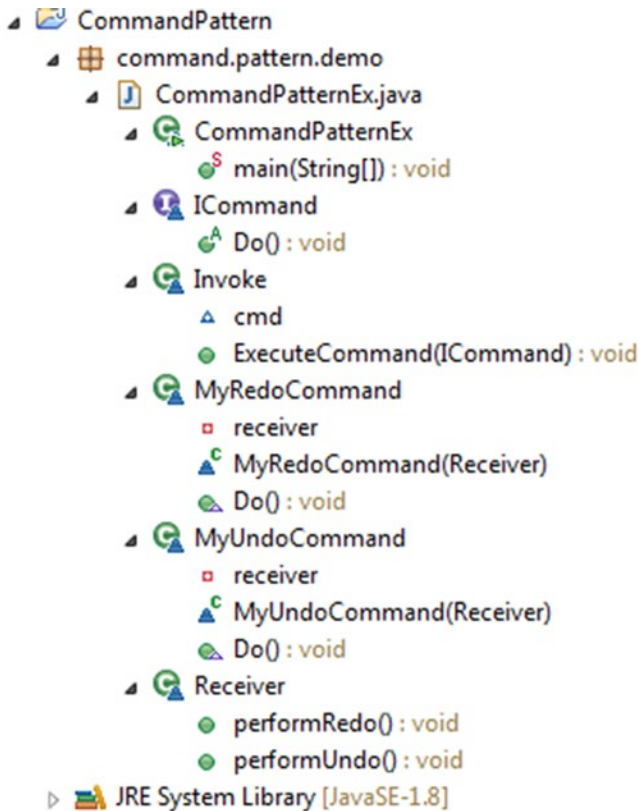 CommandPattern
command.pattern.demo
CommandPatternEx.java
CommandPatternEx
main(String[]) : void
ICommand
Do() : void
Invoke
cmd
ExecuteCommand(ICommand) : void
MyRedoCommand
receiver
MyRedoCommand(Receiver)
Do() : void
MyUndoCommand
receiver
MyUndoCommand(Receiver)
Do() : void
Receiver
performRedo() : void
performUndo() : void
JRE System Library [JavaSE-1.8]